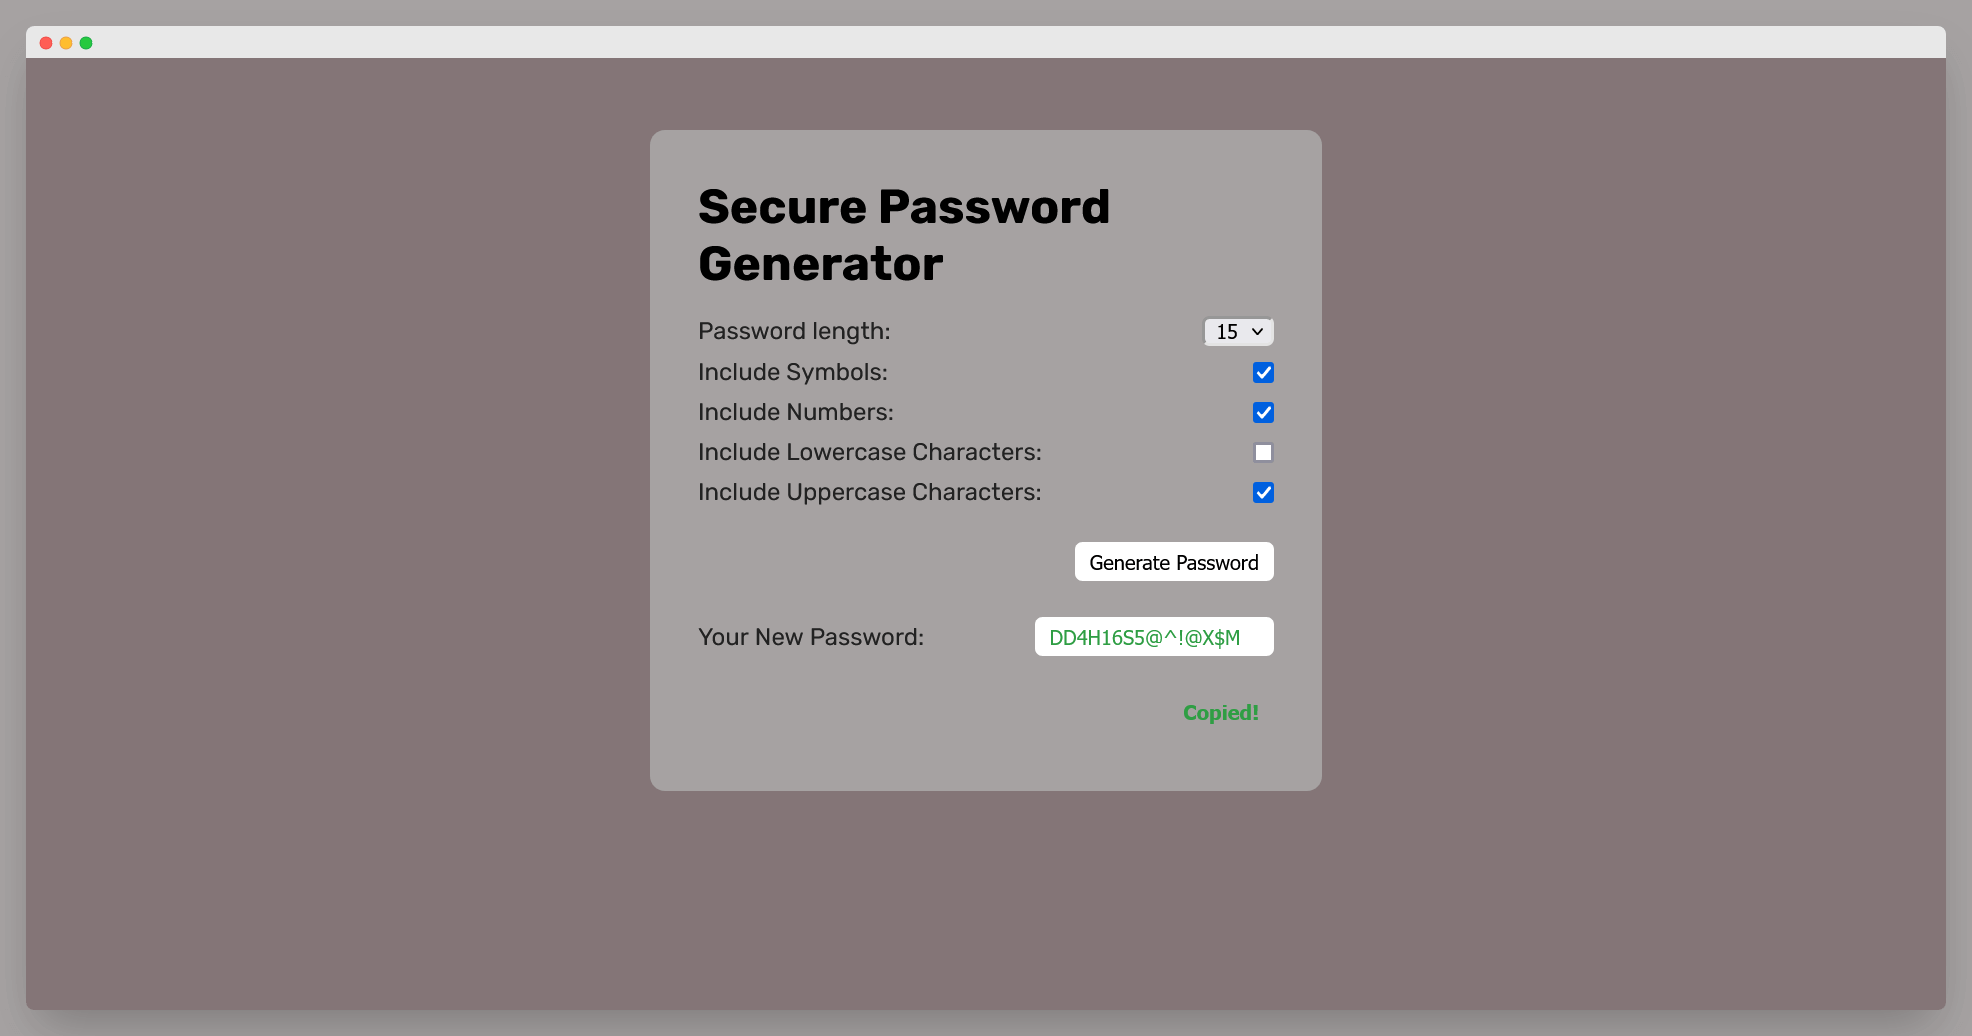 Secure Password
Generator
Password length: 15
Include Symbols:
Include Numbers:
Include Lowercase Characters:
Include Uppercase Characters:
Generate Password
Your New Password: DD4H16S5@^!@X$M
Copied!